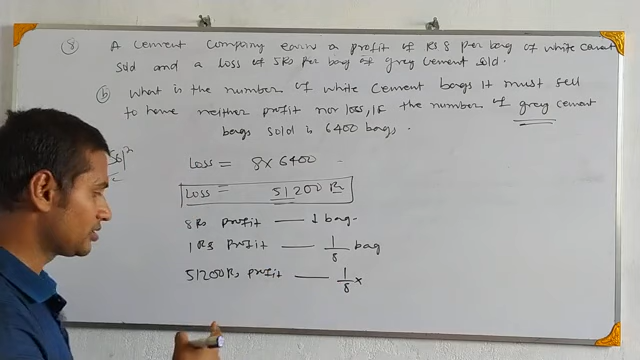 (8) A Cement Company earn a profit of Rs 8 per bag of white cement
sold and a loss of 5Rs per bag of grey cement sold.
(b) What is the number of white cement bags it must sell
to have neither profit nor loss, if the number of grey cement
bags sold is 6400 bags.
Loss = 8 x 6400
Loss = 51200 Rs
8Rs profit — 1 bag
1 Rs profit — 1/8 bag
51200Rs profit — 1/8 x